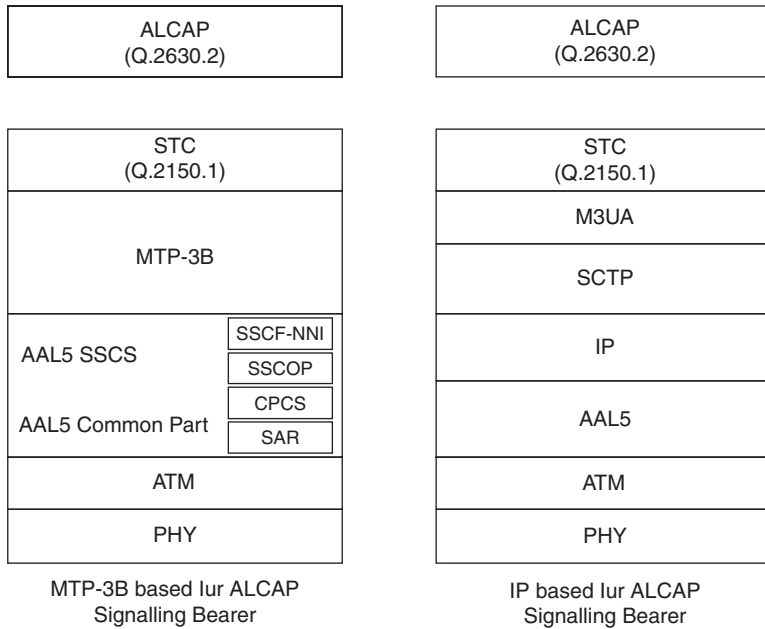 ALCAP
(Q.2630.2)
STC
(Q.2150.1)
MTP-3B
AAL5 SSCS
SSCF-NNI
SSCOP
AAL5 Common Part
CPCS
SAR
ATM
PHY
MTP-3B based Iur ALCAP
Signalling Bearer
ALCAP
(Q.2630.2)
STC
(Q.2150.1)
M3UA
SCTP
IP
AAL5
ATM
PHY
IP based Iur ALCAP
Signalling Bearer